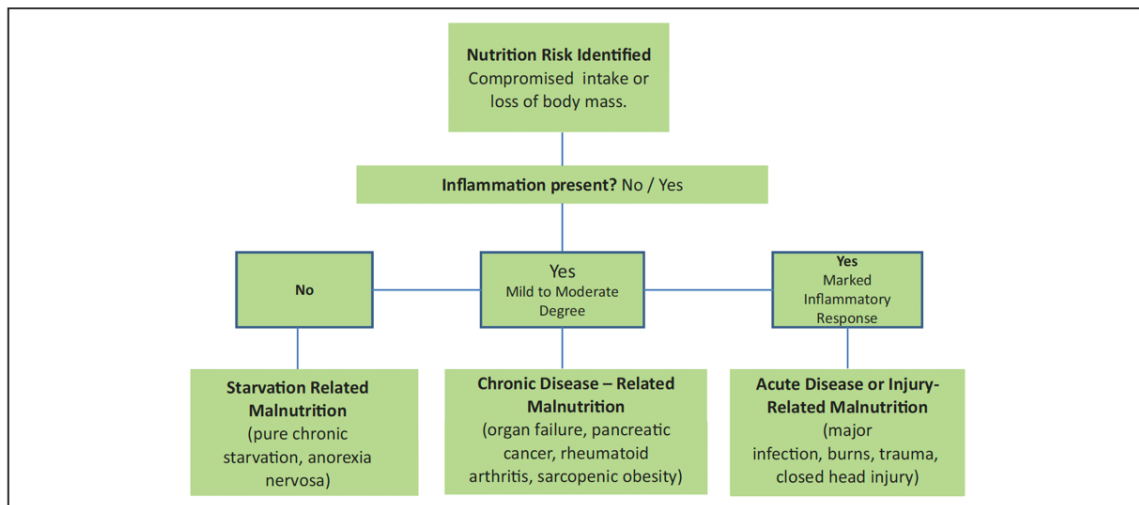 Nutrition Risk Identified
Compromised intake or
loss of body mass.
Inflammation present? No / Yes
No
Yes
Mild to Moderate
Degree
Yes
Marked
Inflammatory
Response
Starvation Related
Malnutrition
(pure chronic
starvation, anorexia
nervosa)
Chronic Disease – Related
Malnutrition
(organ failure, pancreatic
cancer, rheumatoid
arthritis, sarcopenic obesity)
Acute Disease or Injury-
Related Malnutrition
(major
infection, burns, trauma,
closed head injury)